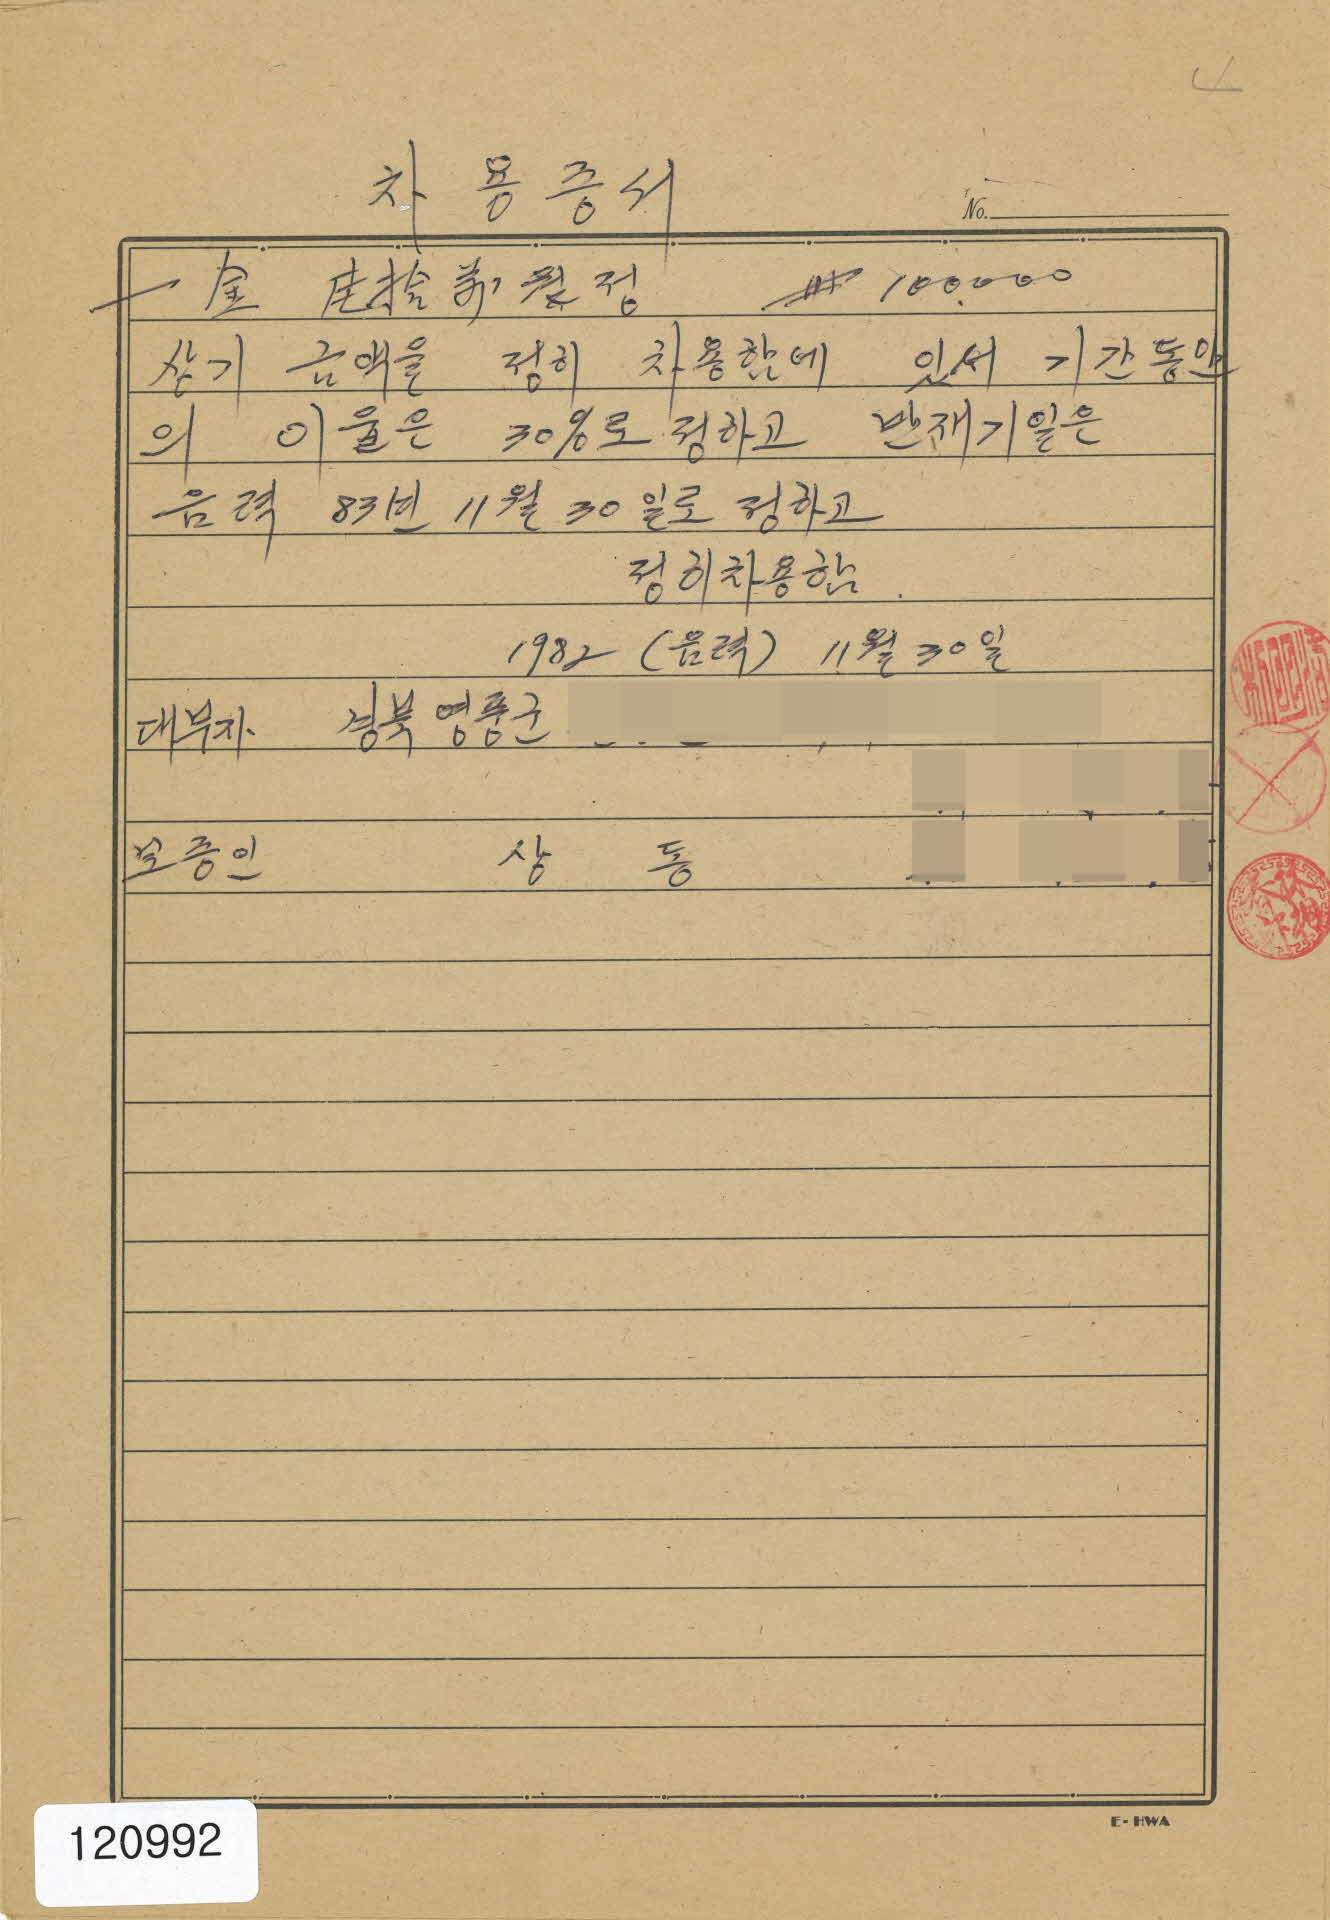 차용증서
No.
一金 壱拾萬원정 ₩ 100.000
상기 금액을 정히 차용함에 있서 기간동안
의 이율은 30%로 정하고 반재기일은
음력 83년 11월 30일로 정하고
정히차용함.
1982 (음력) 11월 30일
대부자 경북 영풍군
보증인 상동
E-HWA
120992